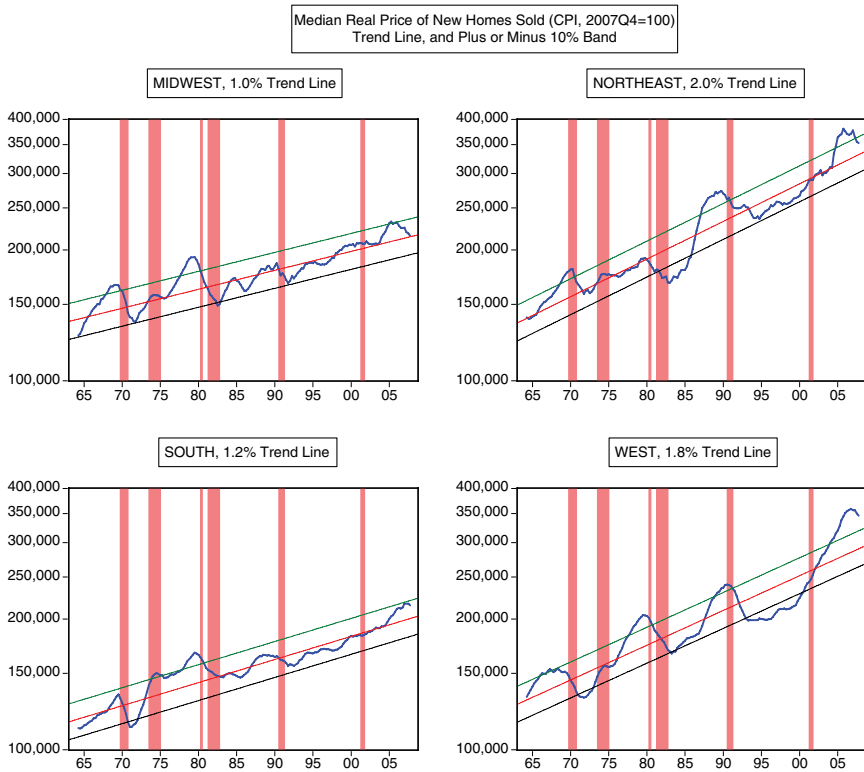 Median Real Price of New Homes Sold (CPI, 2007Q4=100)
Trend Line, and Plus or Minus 10% Band
MIDWEST, 1.0% Trend Line
400,000
350,000
300,000
250,000
200,000
150,000
100,000
65 70 75 80 85 90 95 00 05
NORTHEAST, 2.0% Trend Line
400,000
350,000
300,000
250,000
200,000
150,000
100,000
65 70 75 80 85 90 95 00 05
SOUTH, 1.2% Trend Line
400,000
350,000
300,000
250,000
200,000
150,000
100,000
65 70 75 80 85 90 95 00 05
WEST, 1.8% Trend Line
400,000
350,000
300,000
250,000
200,000
150,000
100,000
65 70 75 80 85 90 95 00 05